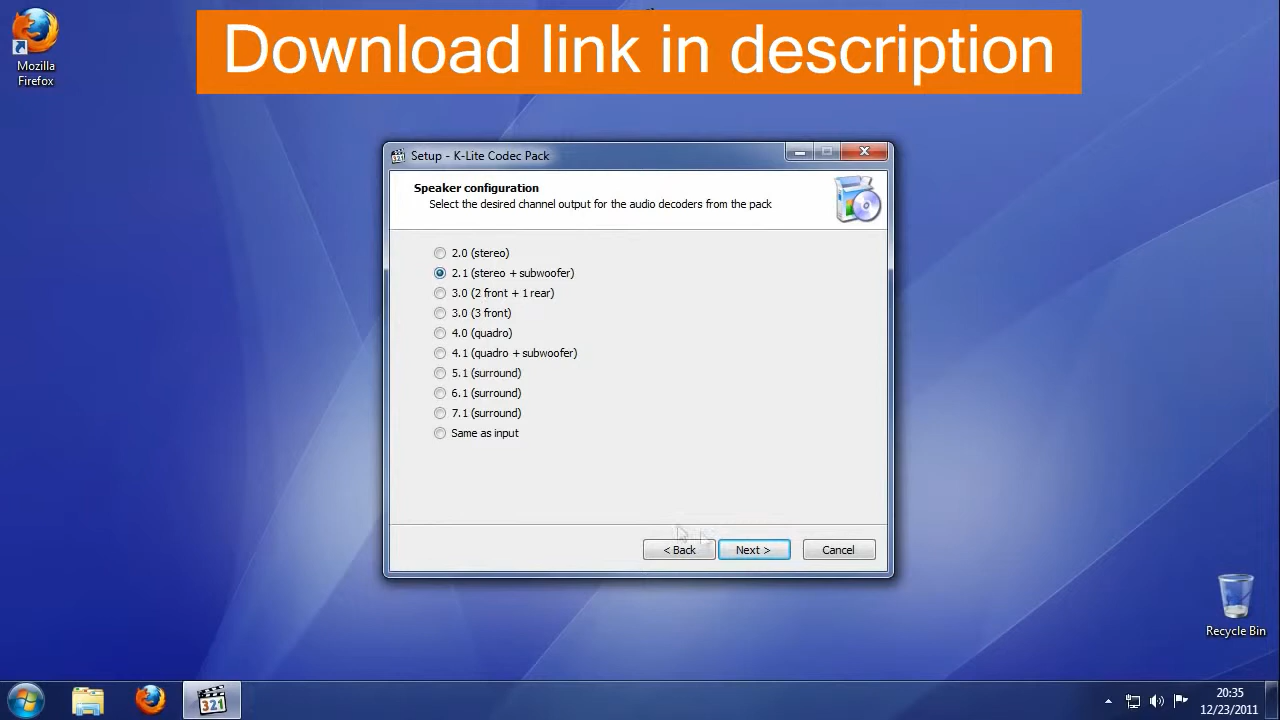 Download link in description
Mozilla
Firefox
Setup - K-Lite Codec Pack
Speaker configuration
Select the desired channel output for the audio decoders from the pack
2.0 (stereo)
2.1 (stereo + subwoofer)
3.0 (2 front + 1 rear)
3.0 (3 front)
4.0 (quadro)
4.1 (quadro + subwoofer)
5.1 (surround)
6.1 (surround)
7.1 (surround)
Same as input
< Back
Next >
Cancel
Recycle Bin
321
20:35
12/23/2011